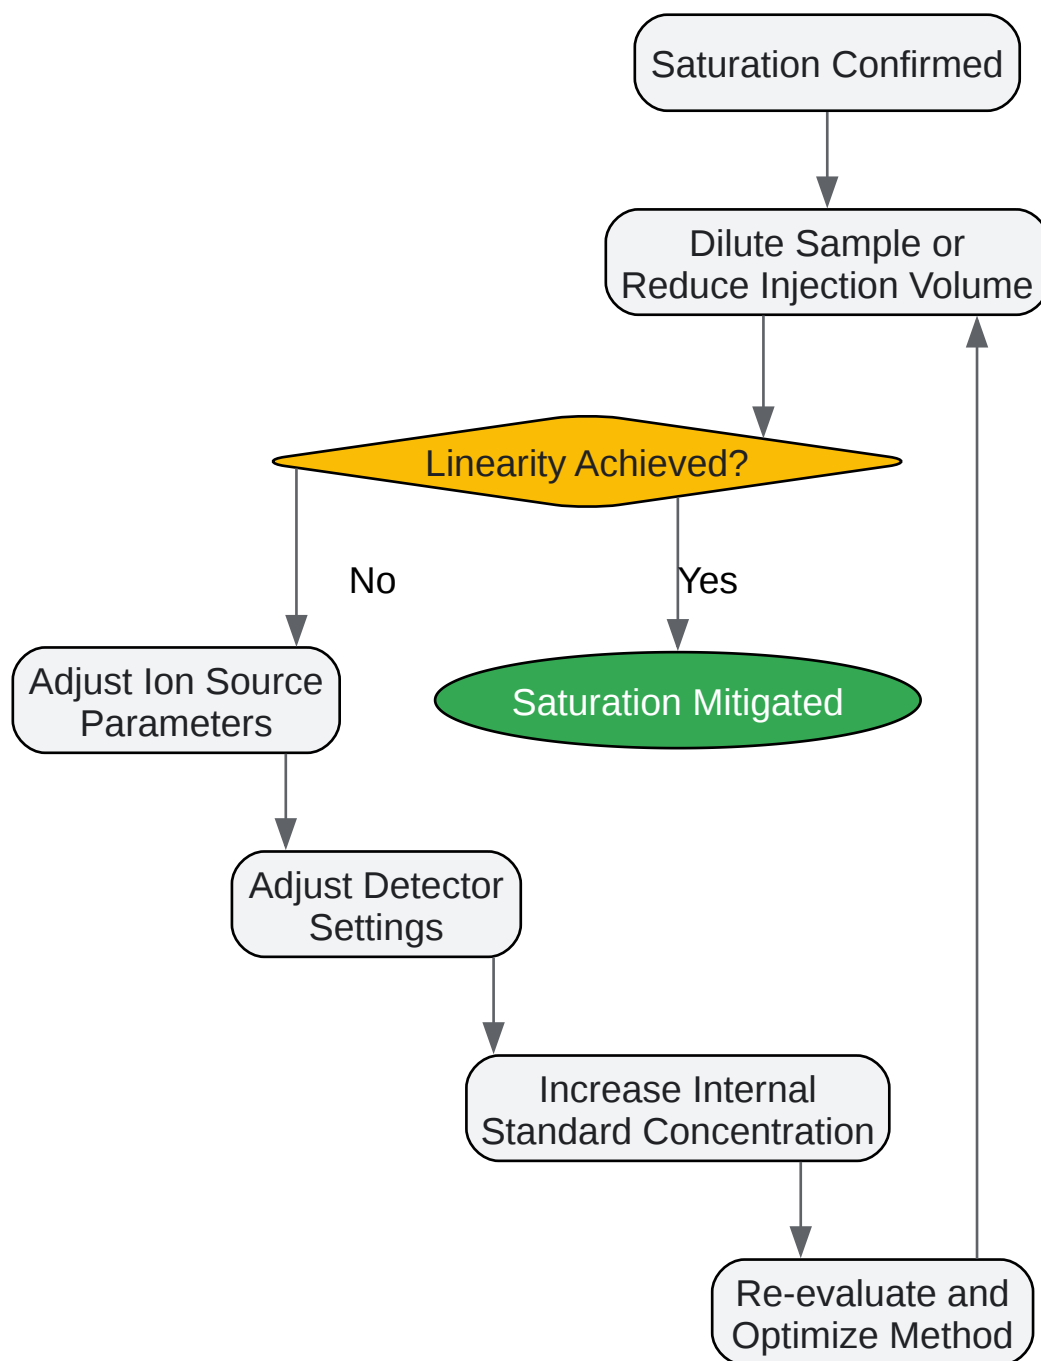 Saturation Confirmed
Dilute Sample or
Reduce Injection Volume
Linearity Achieved?
No
Yes
Adjust Ion Source
Parameters
Saturation Mitigated
Adjust Detector
Settings
Increase Internal
Standard Concentration
Re-evaluate and
Optimize Method